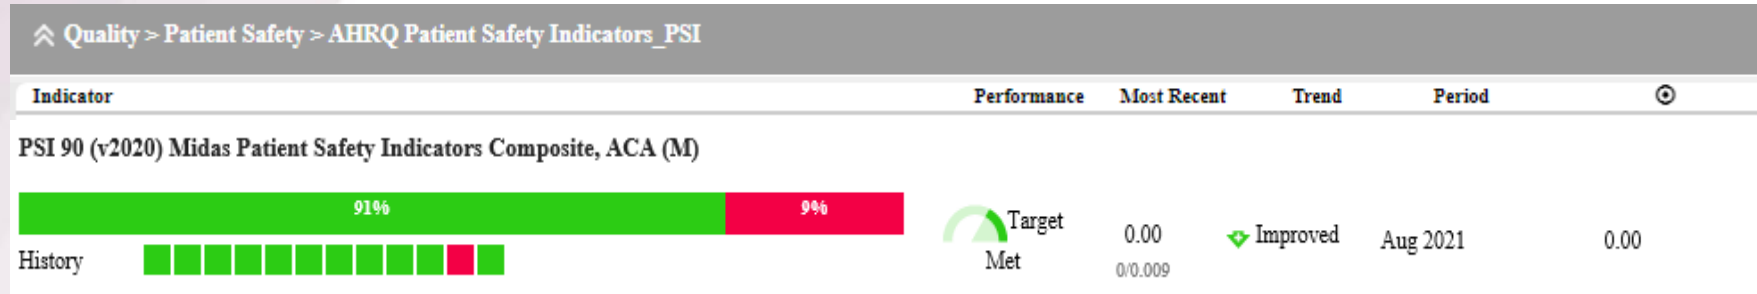 Quality > Patient Safety > AHRQ Patient Safety Indicators_PSI
Indicator Performance Most Recent Trend Period
PSI 90 (v2020) Midas Patient Safety Indicators Composite, ACA (M)
91% 9%
Target Met 0.00 Improved Aug 2021 0.00
0/0.009
History